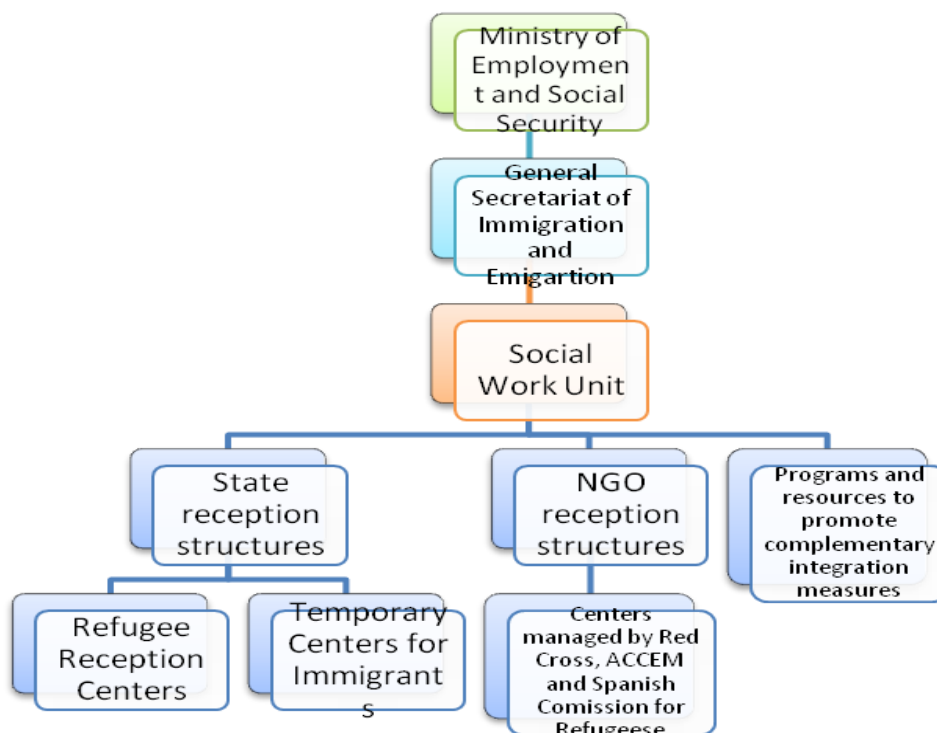 Ministry of
Employmen
t and Social
Security
General
Secretariat of
Immigration
and
Emigartion
Social
Work Unit
State
reception
structures
NGO
reception
structures
Programs and
resources to
promote
complementary
integration
measures
Refugee
Reception
Centers
Temporary
Centers for
Immigrant
s
Centers
managed by Red
Cross, ACCEM
and Spanish
Comission for
Refugeese